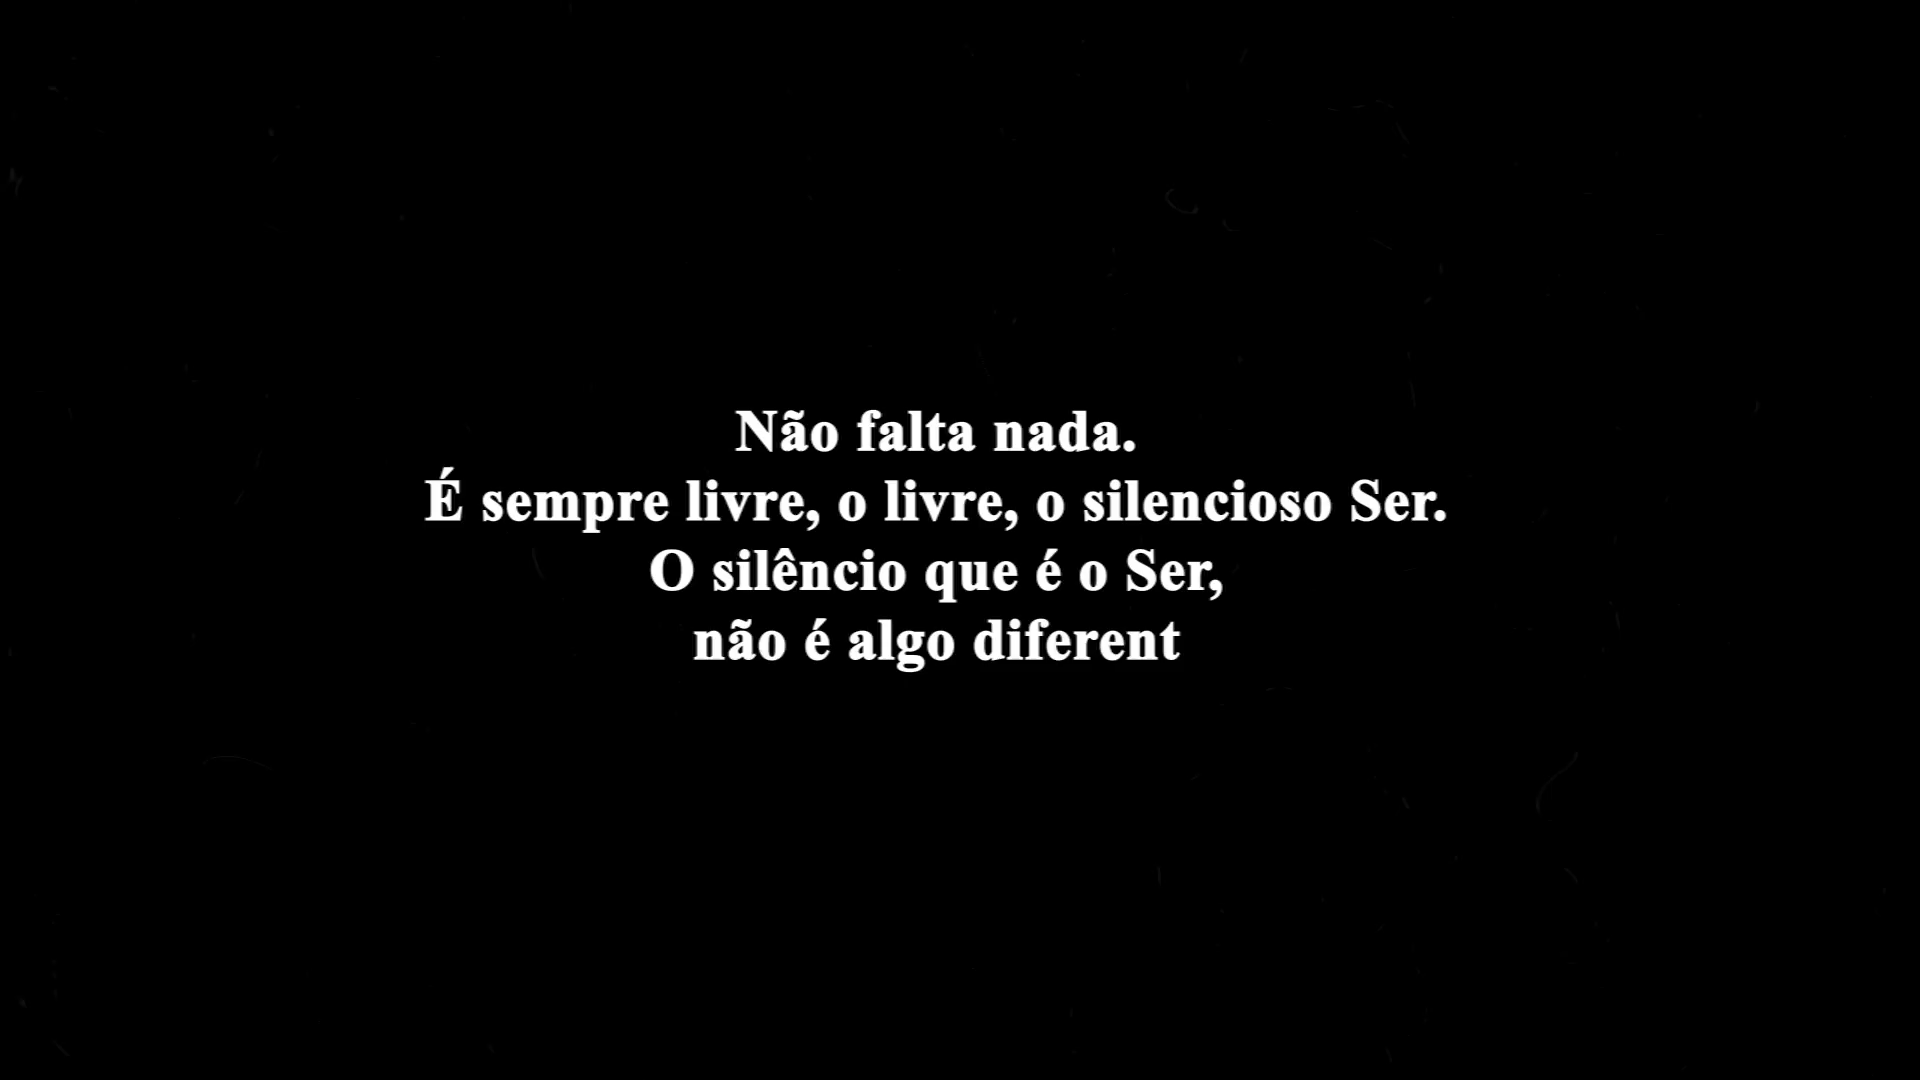 Não falta nada.
É sempre livre, o livre, o silencioso Ser.
O silêncio que é o Ser,
não é algo diferent